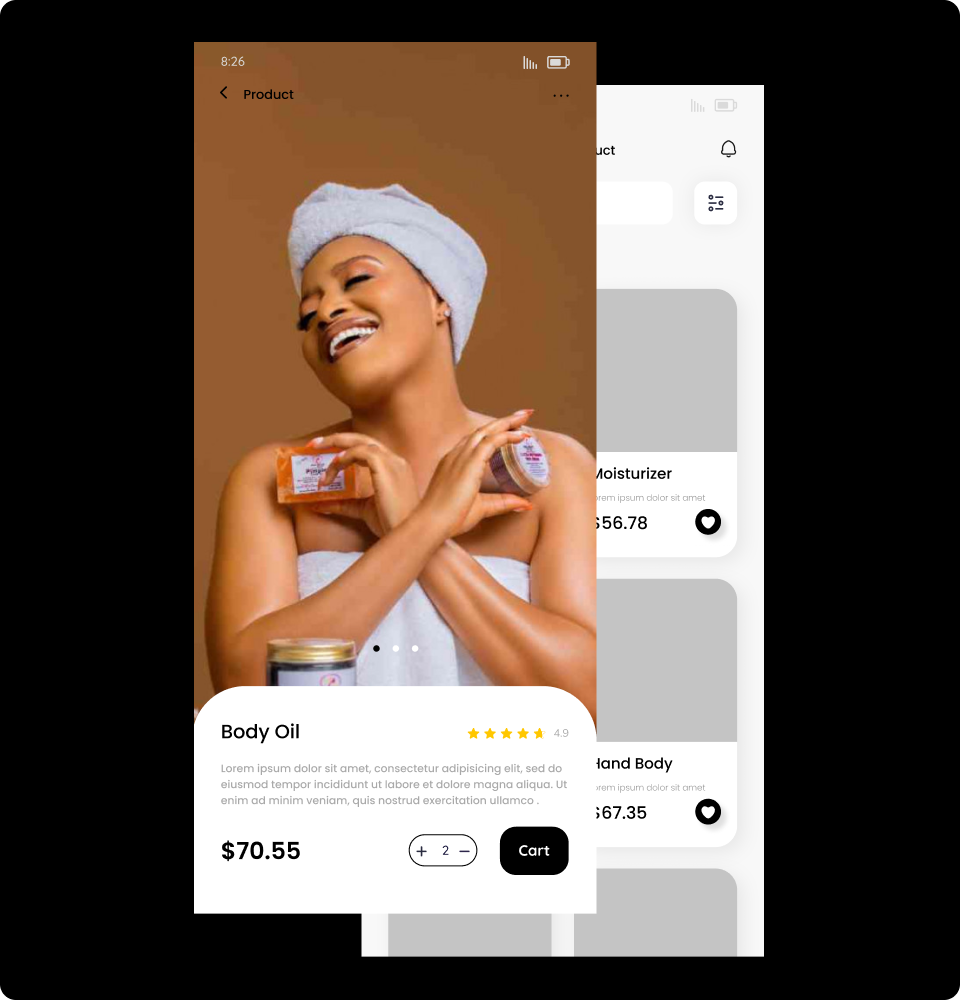 8:26
Product
uct
Moisturizer
orem ipsum dolor sit amet
$56.78
Hand Body
orem ipsum dolor sit amet
$67.35
Body Oil
4.9
Lorem ipsum dolor sit amet, consectetur adipisicing elit, sed do
eiusmod tempor incididunt ut labore et dolore magna aliqua. Ut
enim ad minim veniam, quis nostrud exercitation ullamco .
$70.55
+ 2 −
Cart